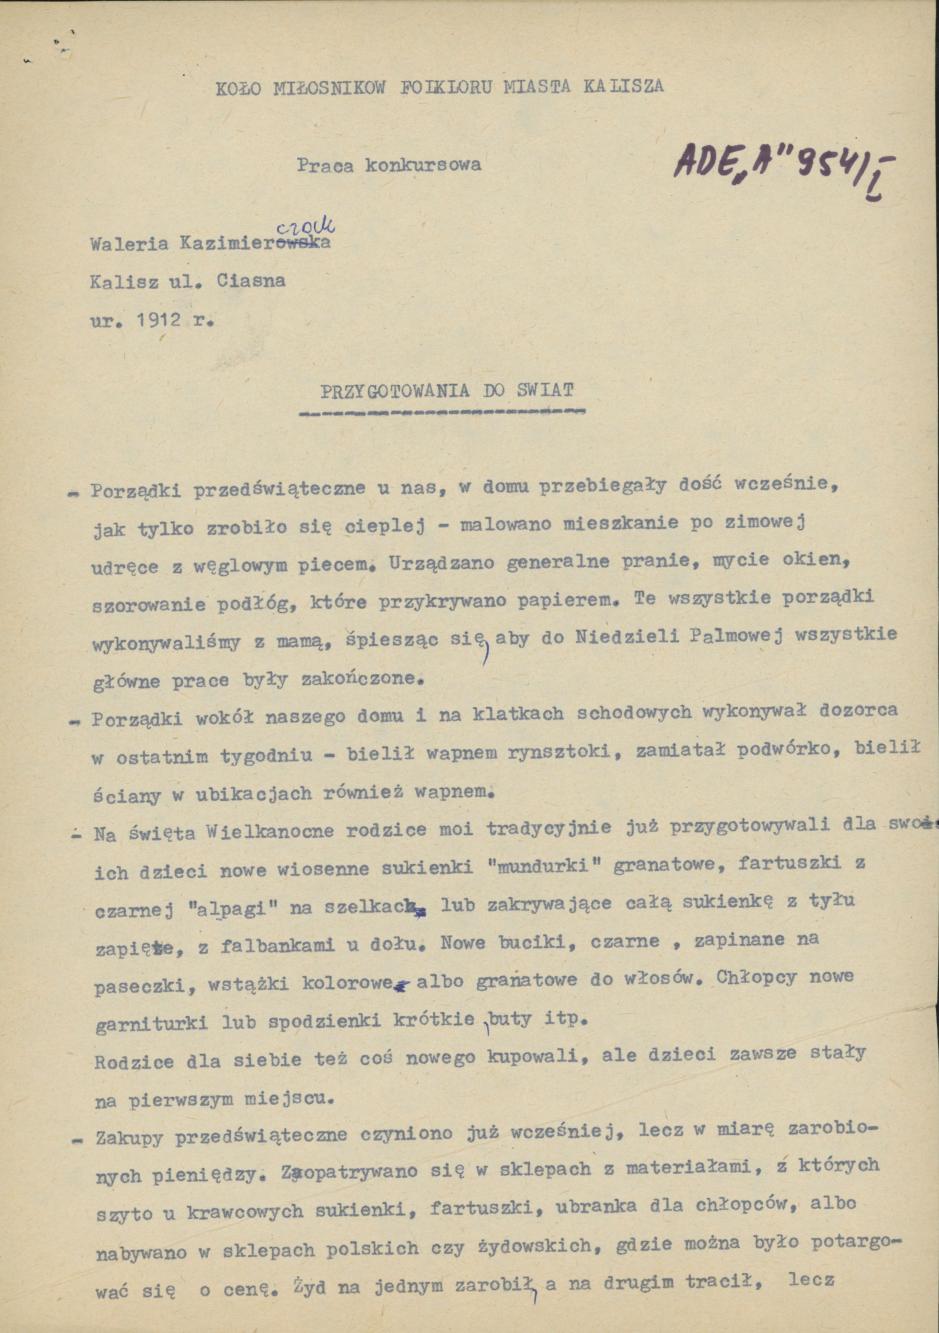 KOŁO MIŁOSNIKOW FOLKLORU MIASTA KALISZA
Praca konkursowa
ADE„A" 954/I
czack
Waleria Kazimierowska
Kalisz ul. Ciasna
ur. 1912 r.
PRZYGOTOWANIA DO SWIAT
- Porządki przedświąteczne u nas, w domu przebiegały dość wcześnie,
jak tylko zrobiło się cieplej - malowano mieszkanie po zimowej
udręce z węglowym piecem. Urządzano generalne pranie, mycie okien,
szorowanie podłóg, które przykrywano papierem. Te wszystkie porządki
wykonywaliśmy z mamą, śpiesząc się, aby do Niedzieli Palmowej wszystkie
główne prace były zakończone.
- Porządki wokół naszego domu i na klatkach schodowych wykonywał dozorca
w ostatnim tygodniu - bielił wapnem rynsztoki, zamiatał podwórko, bielił
ściany w ubikacjach również wapnem.
- Na święta Wielkanocne rodzice moi tradycyjnie już przygotowywali dla swo-
ich dzieci nowe wiosenne sukienki "mundurki" granatowe, fartuszki z
czarnej "alpagi" na szelkach, lub zakrywające całą sukienkę z tyłu
zapięte, z falbankami u dołu. Nowe buciki, czarne , zapinane na
paseczki, wstążki kolorowe albo granatowe do włosów. Chłopcy nowe
garniturki lub spodzienki krótkie, buty itp.
Rodzice dla siebie też coś nowego kupowali, ale dzieci zawsze stały
na pierwszym miejscu.
- Zakupy przedświąteczne czyniono już wcześniej, lecz w miarę zarobio-
nych pieniędzy. Zaopatrywano się w sklepach z materiałami, z których
szyto u krawcowych sukienki, fartuszki, ubranka dla chłopców, albo
nabywano w sklepach polskich czy żydowskich, gdzie można było potargo-
wać się o cenę. Żyd na jednym zarobił, a na drugim tracił, lecz